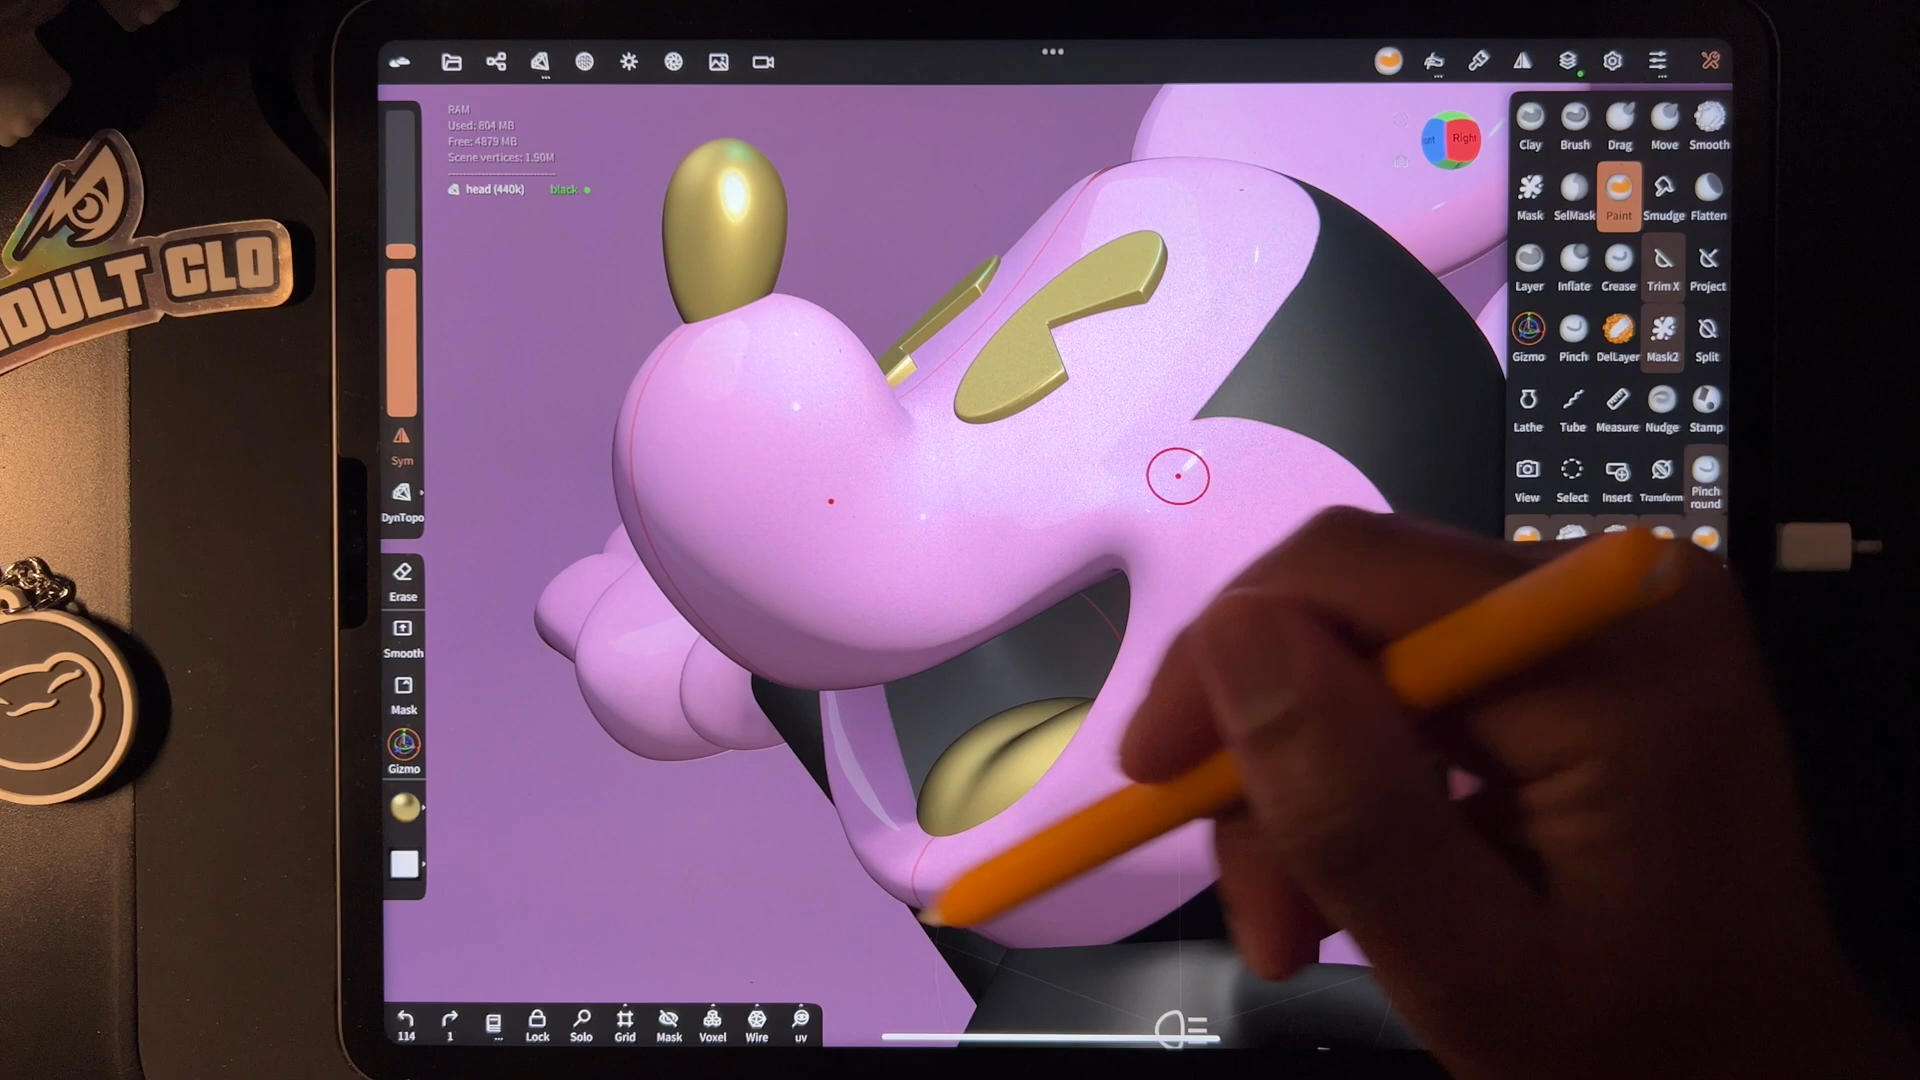 RAM
Used: 804 MB
Free: 4879 MB
Scene vertices: 1.90M
head (440k) black
Right
Clay Brush Drag Move Smooth
Mask SelMask Paint Smudge Flatten
Layer Inflate Crease Trim X Project
Gizmo Pinch DelLayer Mask2 Split
Lathe Tube Measure Nudge Stamp
View Select Insert Transform Pinch
round
Sym
DynTopo
Erase
Smooth
Mask
Gizmo
114 1 ... Lock Solo Grid Mask Voxel Wire uv
DULT CLO